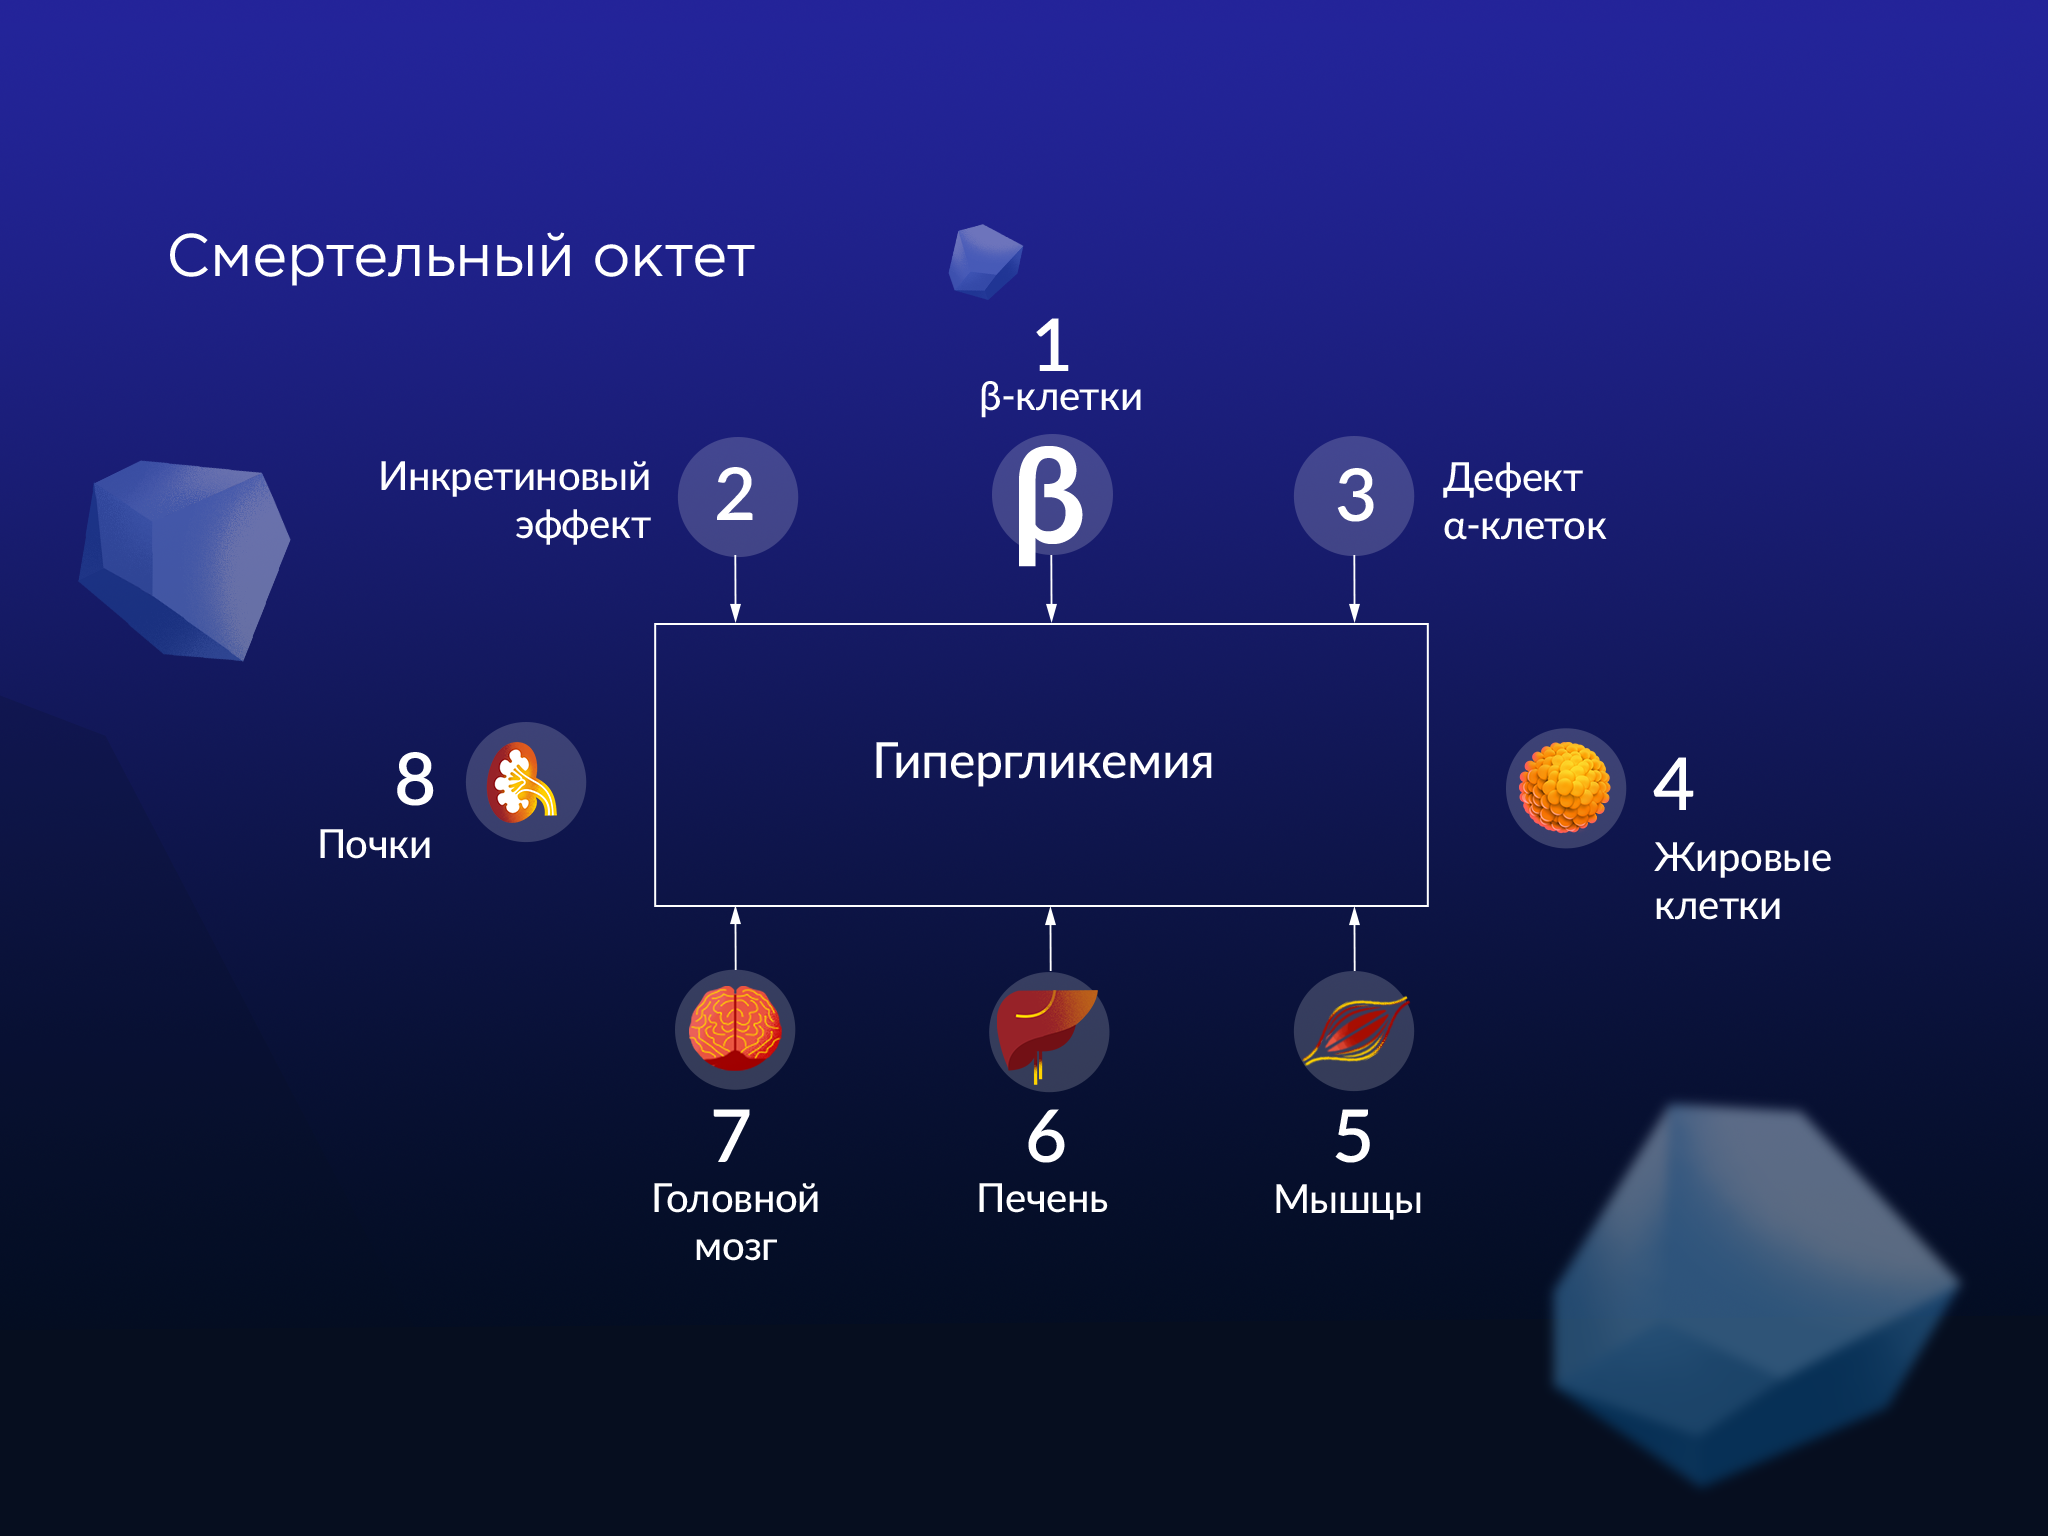 Смертельный октет
1
β-клетки
β
Инкретиновый
эффект
2
3
Дефект
α-клеток
Гипергликемия
8
Почки
4
Жировые
клетки
7
Головной
мозг
6
Печень
5
Мышцы